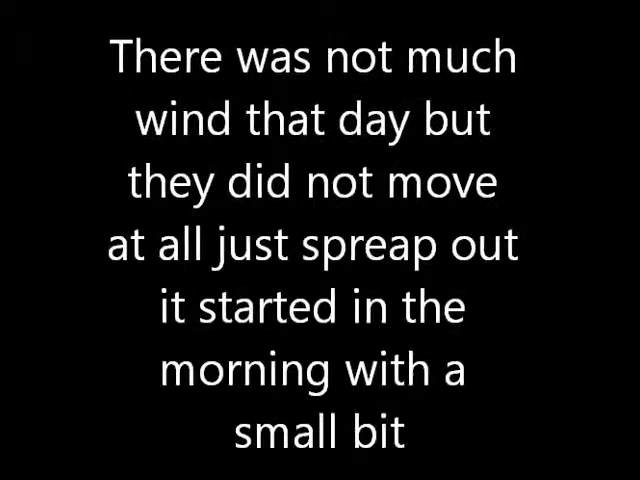 There was not much
wind that day but
they did not move
at all just spreap out
it started in the
morning with a
small bit